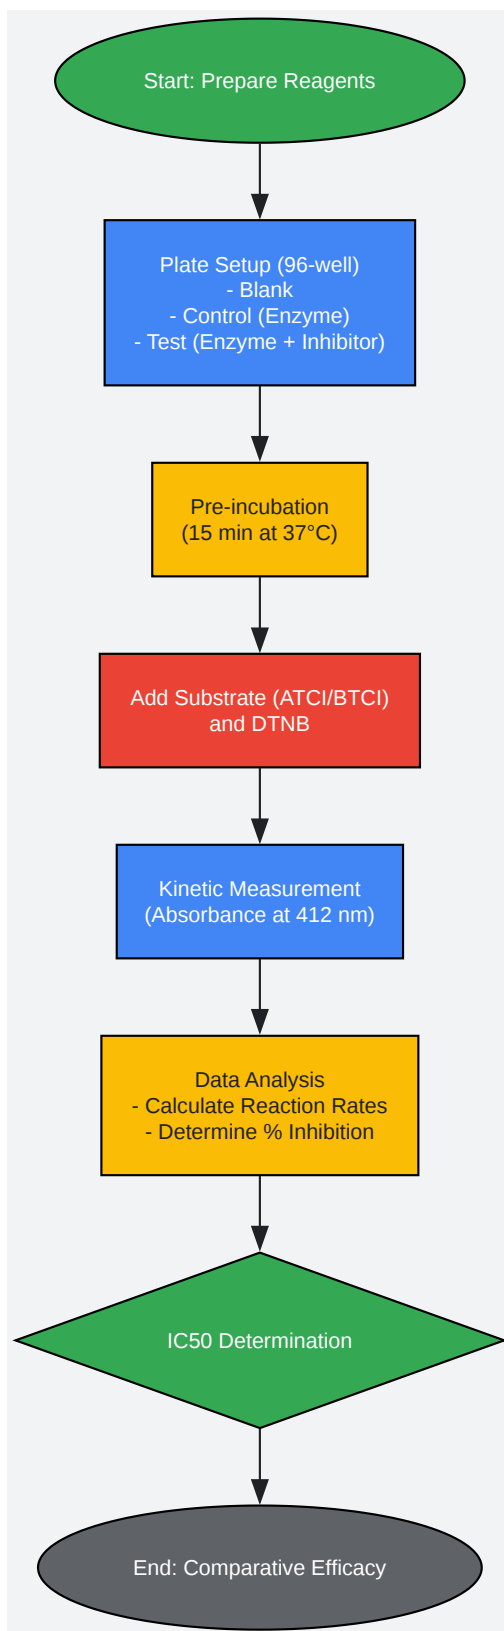 Start: Prepare Reagents
Plate Setup (96-well)
- Blank
- Control (Enzyme)
- Test (Enzyme + Inhibitor)
Pre-incubation
(15 min at 37°C)
Add Substrate (ATCI/BTCI)
and DTNB
Kinetic Measurement
(Absorbance at 412 nm)
Data Analysis
- Calculate Reaction Rates
- Determine % Inhibition
IC50 Determination
End: Comparative Efficacy